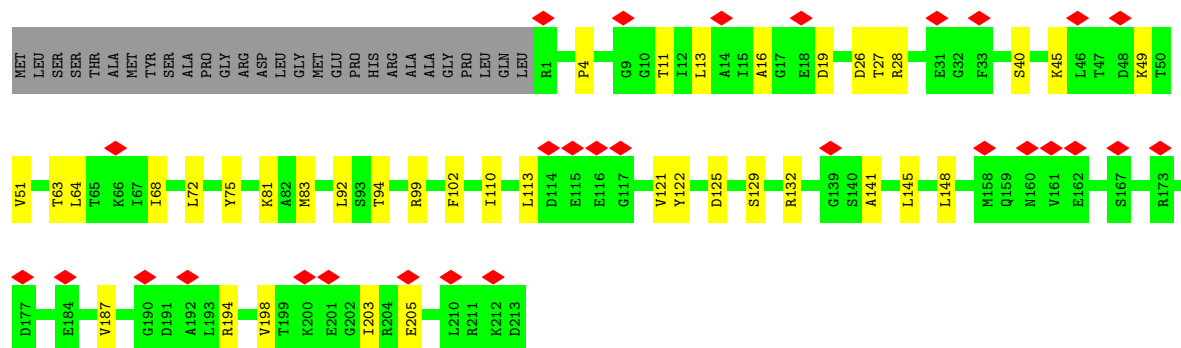 MET LEU SER SER THR ALA MET TYR SER ALA PRO GLY ARG ASP LEU GLY MET GLU PRO HIS ARG ALA ALA GLY PRO LEU GLN LEU R1 P4 G9 G10 T11 I12 L13 A14 I15 A16 G17 E18 D19 D26 T27 R28 E31 G32 F33 S40 K45 L46 T47 D48 K49 T50
V51 T63 L64 T65 K66 I67 I68 L72 Y75 K81 A82 M83 L92 S93 T94 R99 F102 I110 L113 D114 E115 E116 G117 V121 Y122 D125 S129 R132 G139 S140 A141 L145 L148 M158 Q159 N160 V161 E162 S167 R173
D177 E184 V187 G190 D191 A192 L193 R194 V198 T199 K200 E201 G202 I203 R204 E205 L210 R211 K212 D213